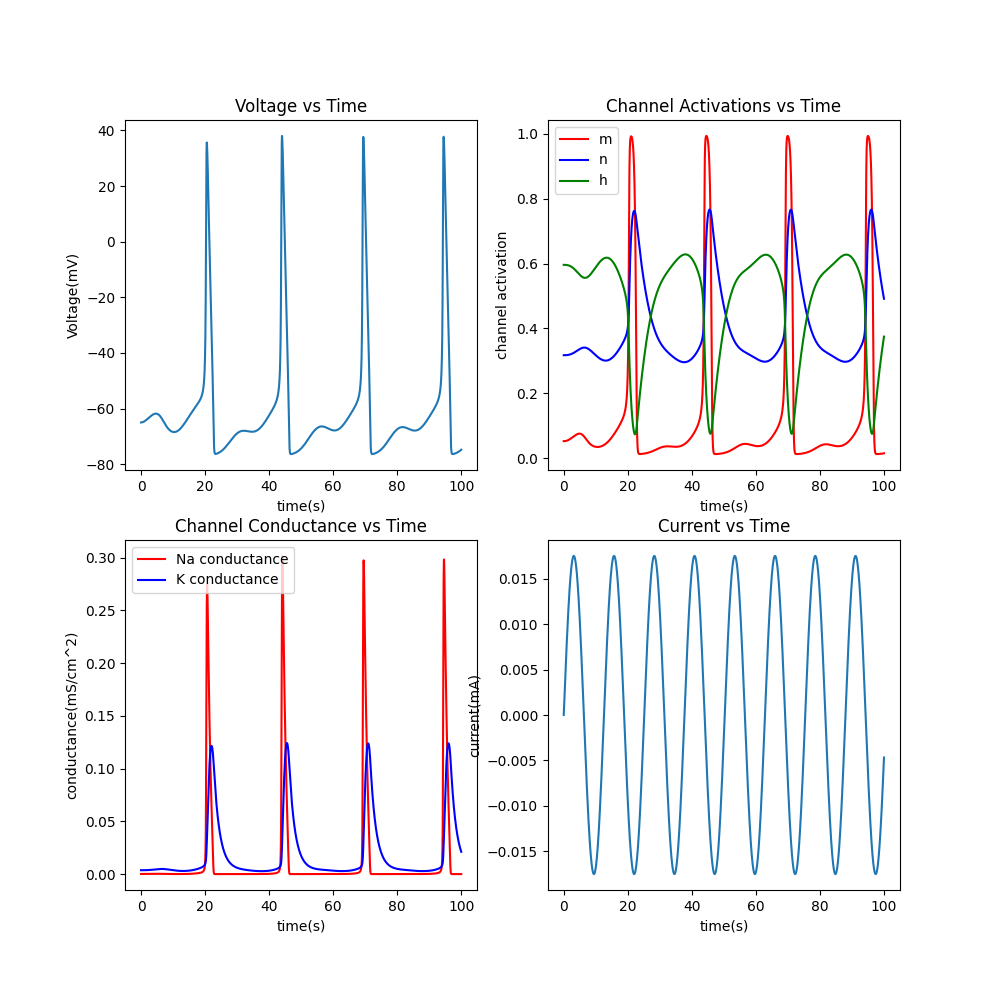 Voltage vs Time
40
20
0
−20
−40
−60
−80
Voltage(mV)
0 20 40 60 80 100
time(s)
Channel Activations vs Time
m
n
h
1.0
0.8
0.6
0.4
0.2
0.0
channel activation
0 20 40 60 80 100
time(s)
Channel Conductance vs Time
Na conductance
K conductance
0.30
0.25
0.20
0.15
0.10
0.05
0.00
conductance(mS/cm^2)
0 20 40 60 80 100
time(s)
Current vs Time
0.015
0.010
0.005
0.000
−0.005
−0.010
−0.015
current(mA)
0 20 40 60 80 100
time(s)